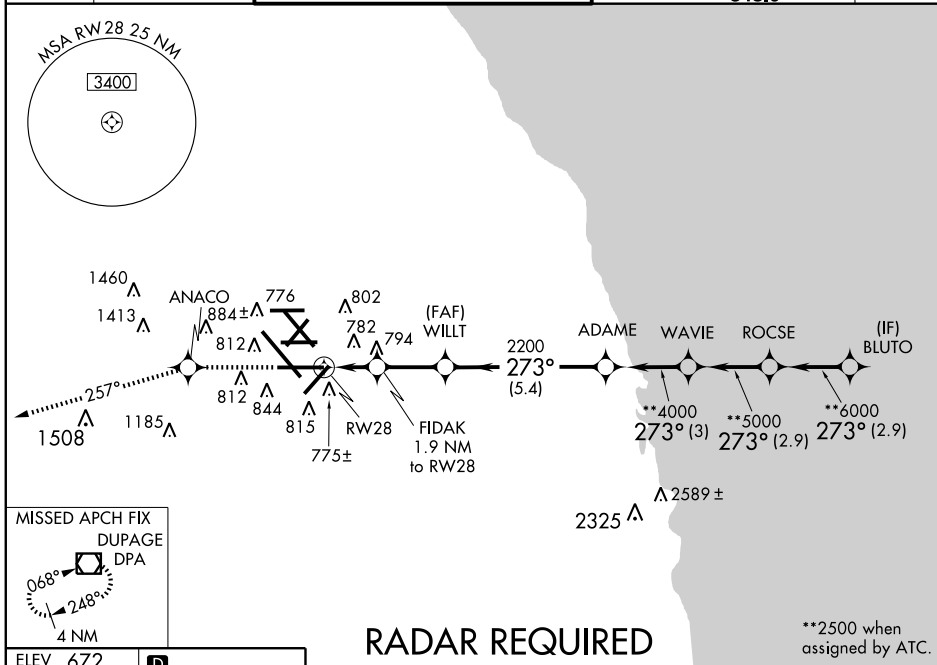 MSA RW 28 25 NM
3400
1460
1413
ANACO
884±
776
802
782
794
812
(FAF)
WILLT
2200
273°
(5.4)
ADAME
WAVIE
ROCSE
(IF)
BLUTO
257°
1508
1185
812
844
815
775±
RW28
FIDAK
1.9 NM
to RW28
**4000
273° (3)
**5000
273° (2.9)
**6000
273° (2.9)
2589 ±
2325
MISSED APCH FIX
DUPAGE
DPA
068°
248°
4 NM
RADAR REQUIRED
**2500 when
assigned by ATC.
ELEV 672
D